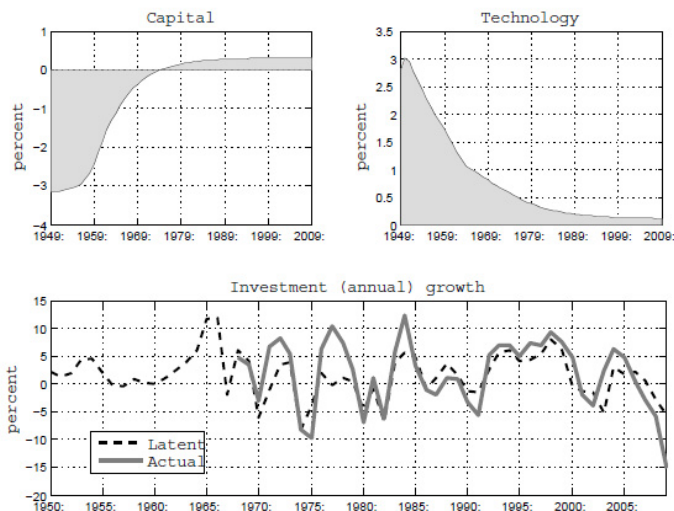 Capital
1
0
−1
−2
−3
−4
percent
1949: 1959: 1969: 1979: 1989: 1999: 2009:
Technology
3.5
3
2.5
2
1.5
1
0.5
0
percent
1949: 1959: 1969: 1979: 1989: 1999: 2009:
Investment (annual) growth
15
10
5
0
−5
−10
−15
−20
percent
Latent
Actual
1950: 1955: 1960: 1965: 1970: 1975: 1980: 1985: 1990: 1995: 2000: 2005: